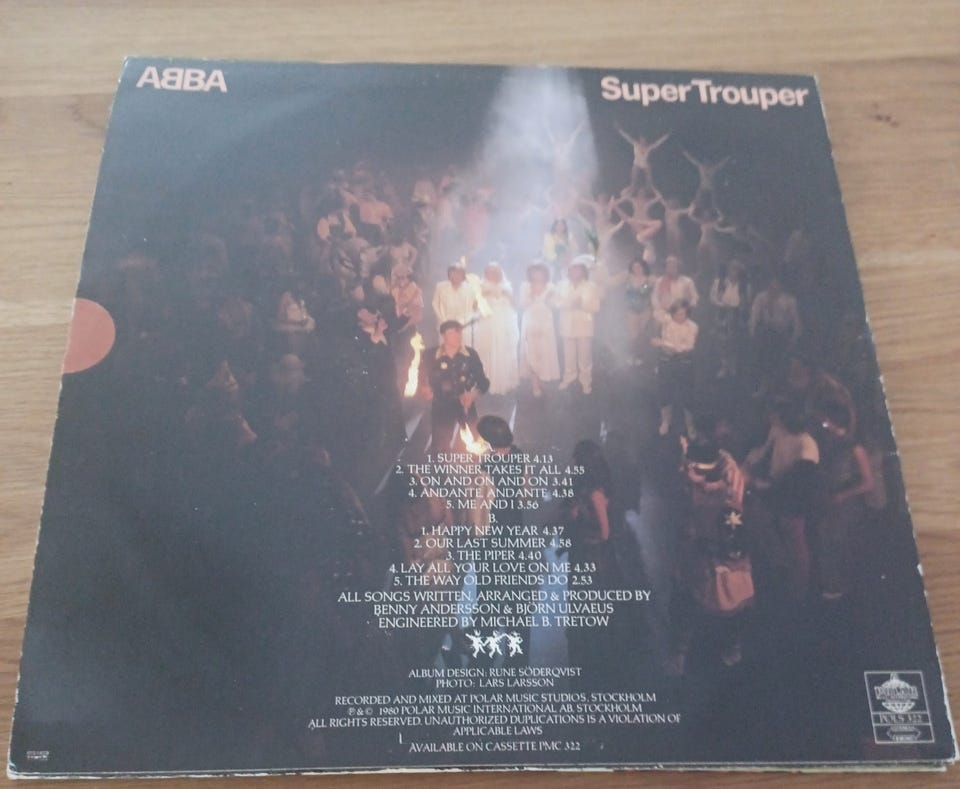 ABBA
Super Trouper
1. SUPER TROUPER 4.13
2. THE WINNER TAKES IT ALL 4.55
3. ON AND ON AND ON 3.41
4. ANDANTE, ANDANTE 4.38
5. ME AND I 3.56
B.
1. HAPPY NEW YEAR 4.37
2. OUR LAST SUMMER 4.58
3. THE PIPER 4.40
4. LAY ALL YOUR LOVE ON ME 4.33
5. THE WAY OLD FRIENDS DO 2.53
ALL SONGS WRITTEN, ARRANGED & PRODUCED BY
BENNY ANDERSSON & BJÖRN ULVAEUS
ENGINEERED BY MICHAEL B. TRETOW
ALBUM DESIGN: RUNE SÖDERQVIST
PHOTO: LARS LARSSON
RECORDED AND MIXED AT POLAR MUSIC STUDIOS, STOCKHOLM
℗ & © 1980 POLAR MUSIC INTERNATIONAL AB. STOCKHOLM
ALL RIGHTS RESERVED. UNAUTHORIZED DUPLICATIONS IS A VIOLATION OF
APPLICABLE LAWS
AVAILABLE ON CASSETTE PMC 322
POLS 322